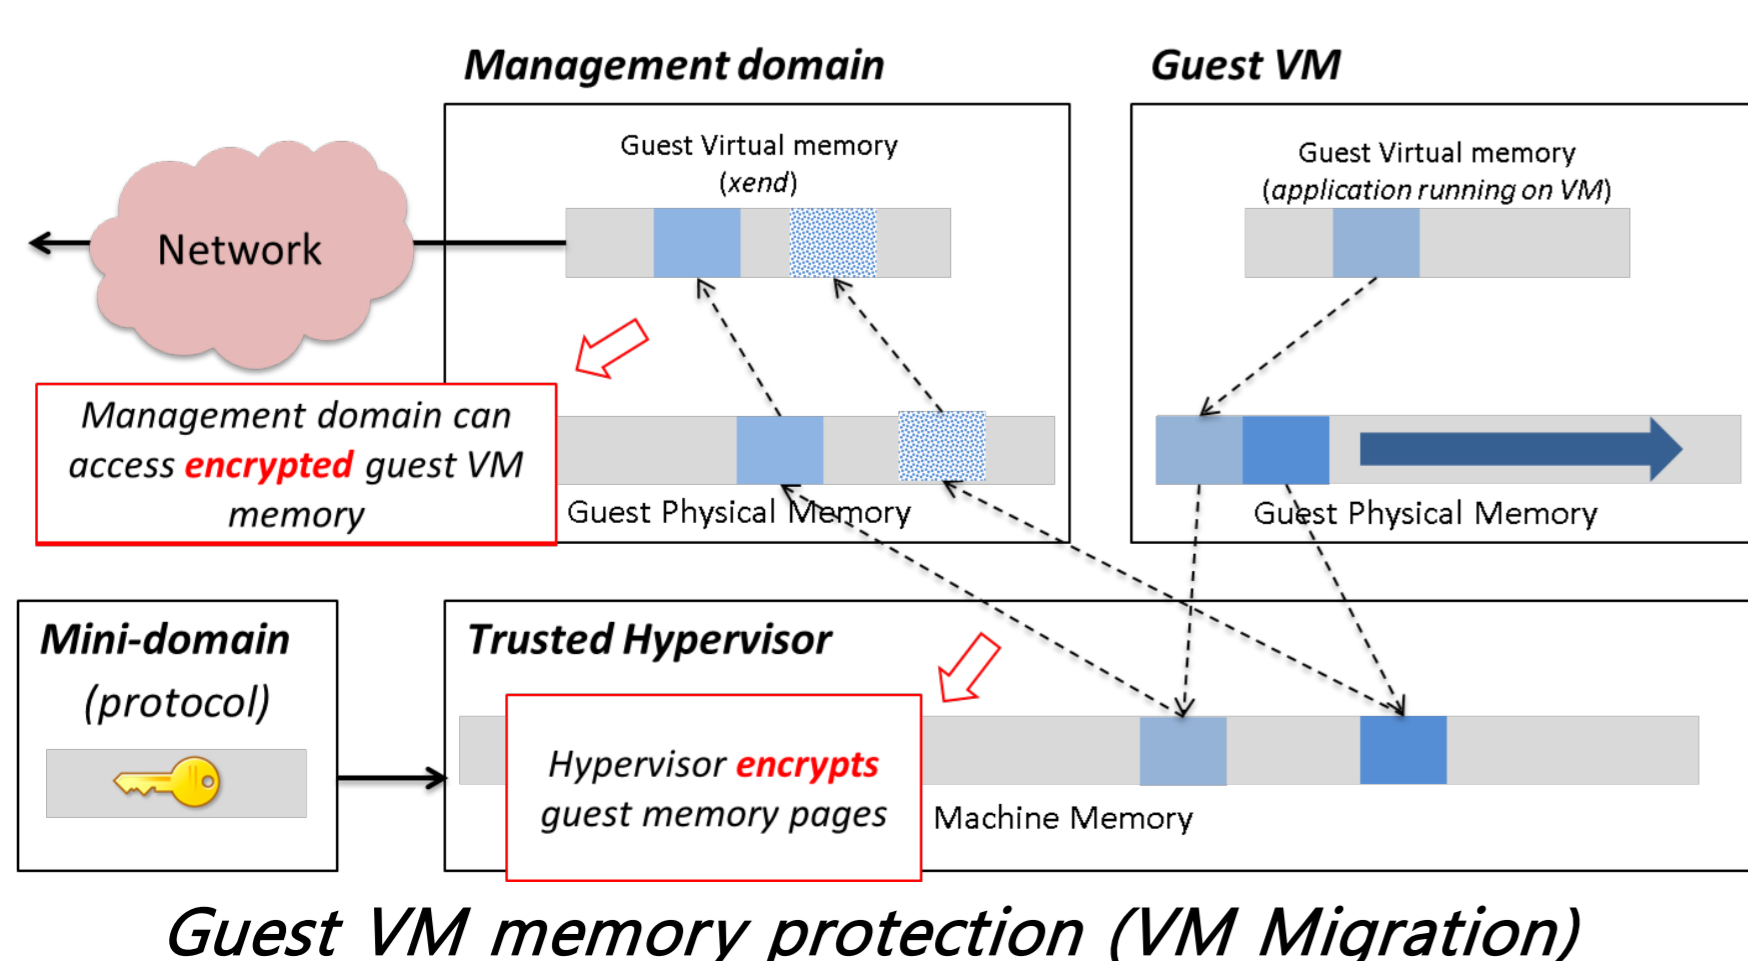 Management domain
Guest VM
Guest Virtual memory
(xend)
Guest Virtual memory
(application running on VM)
Network
Management domain can
access encrypted guest VM
memory
Guest Physical Memory
Guest Physical Memory
Mini-domain
(protocol)
Trusted Hypervisor
Hypervisor encrypts
guest memory pages
Machine Memory
Guest VM memory protection (VM Migration)